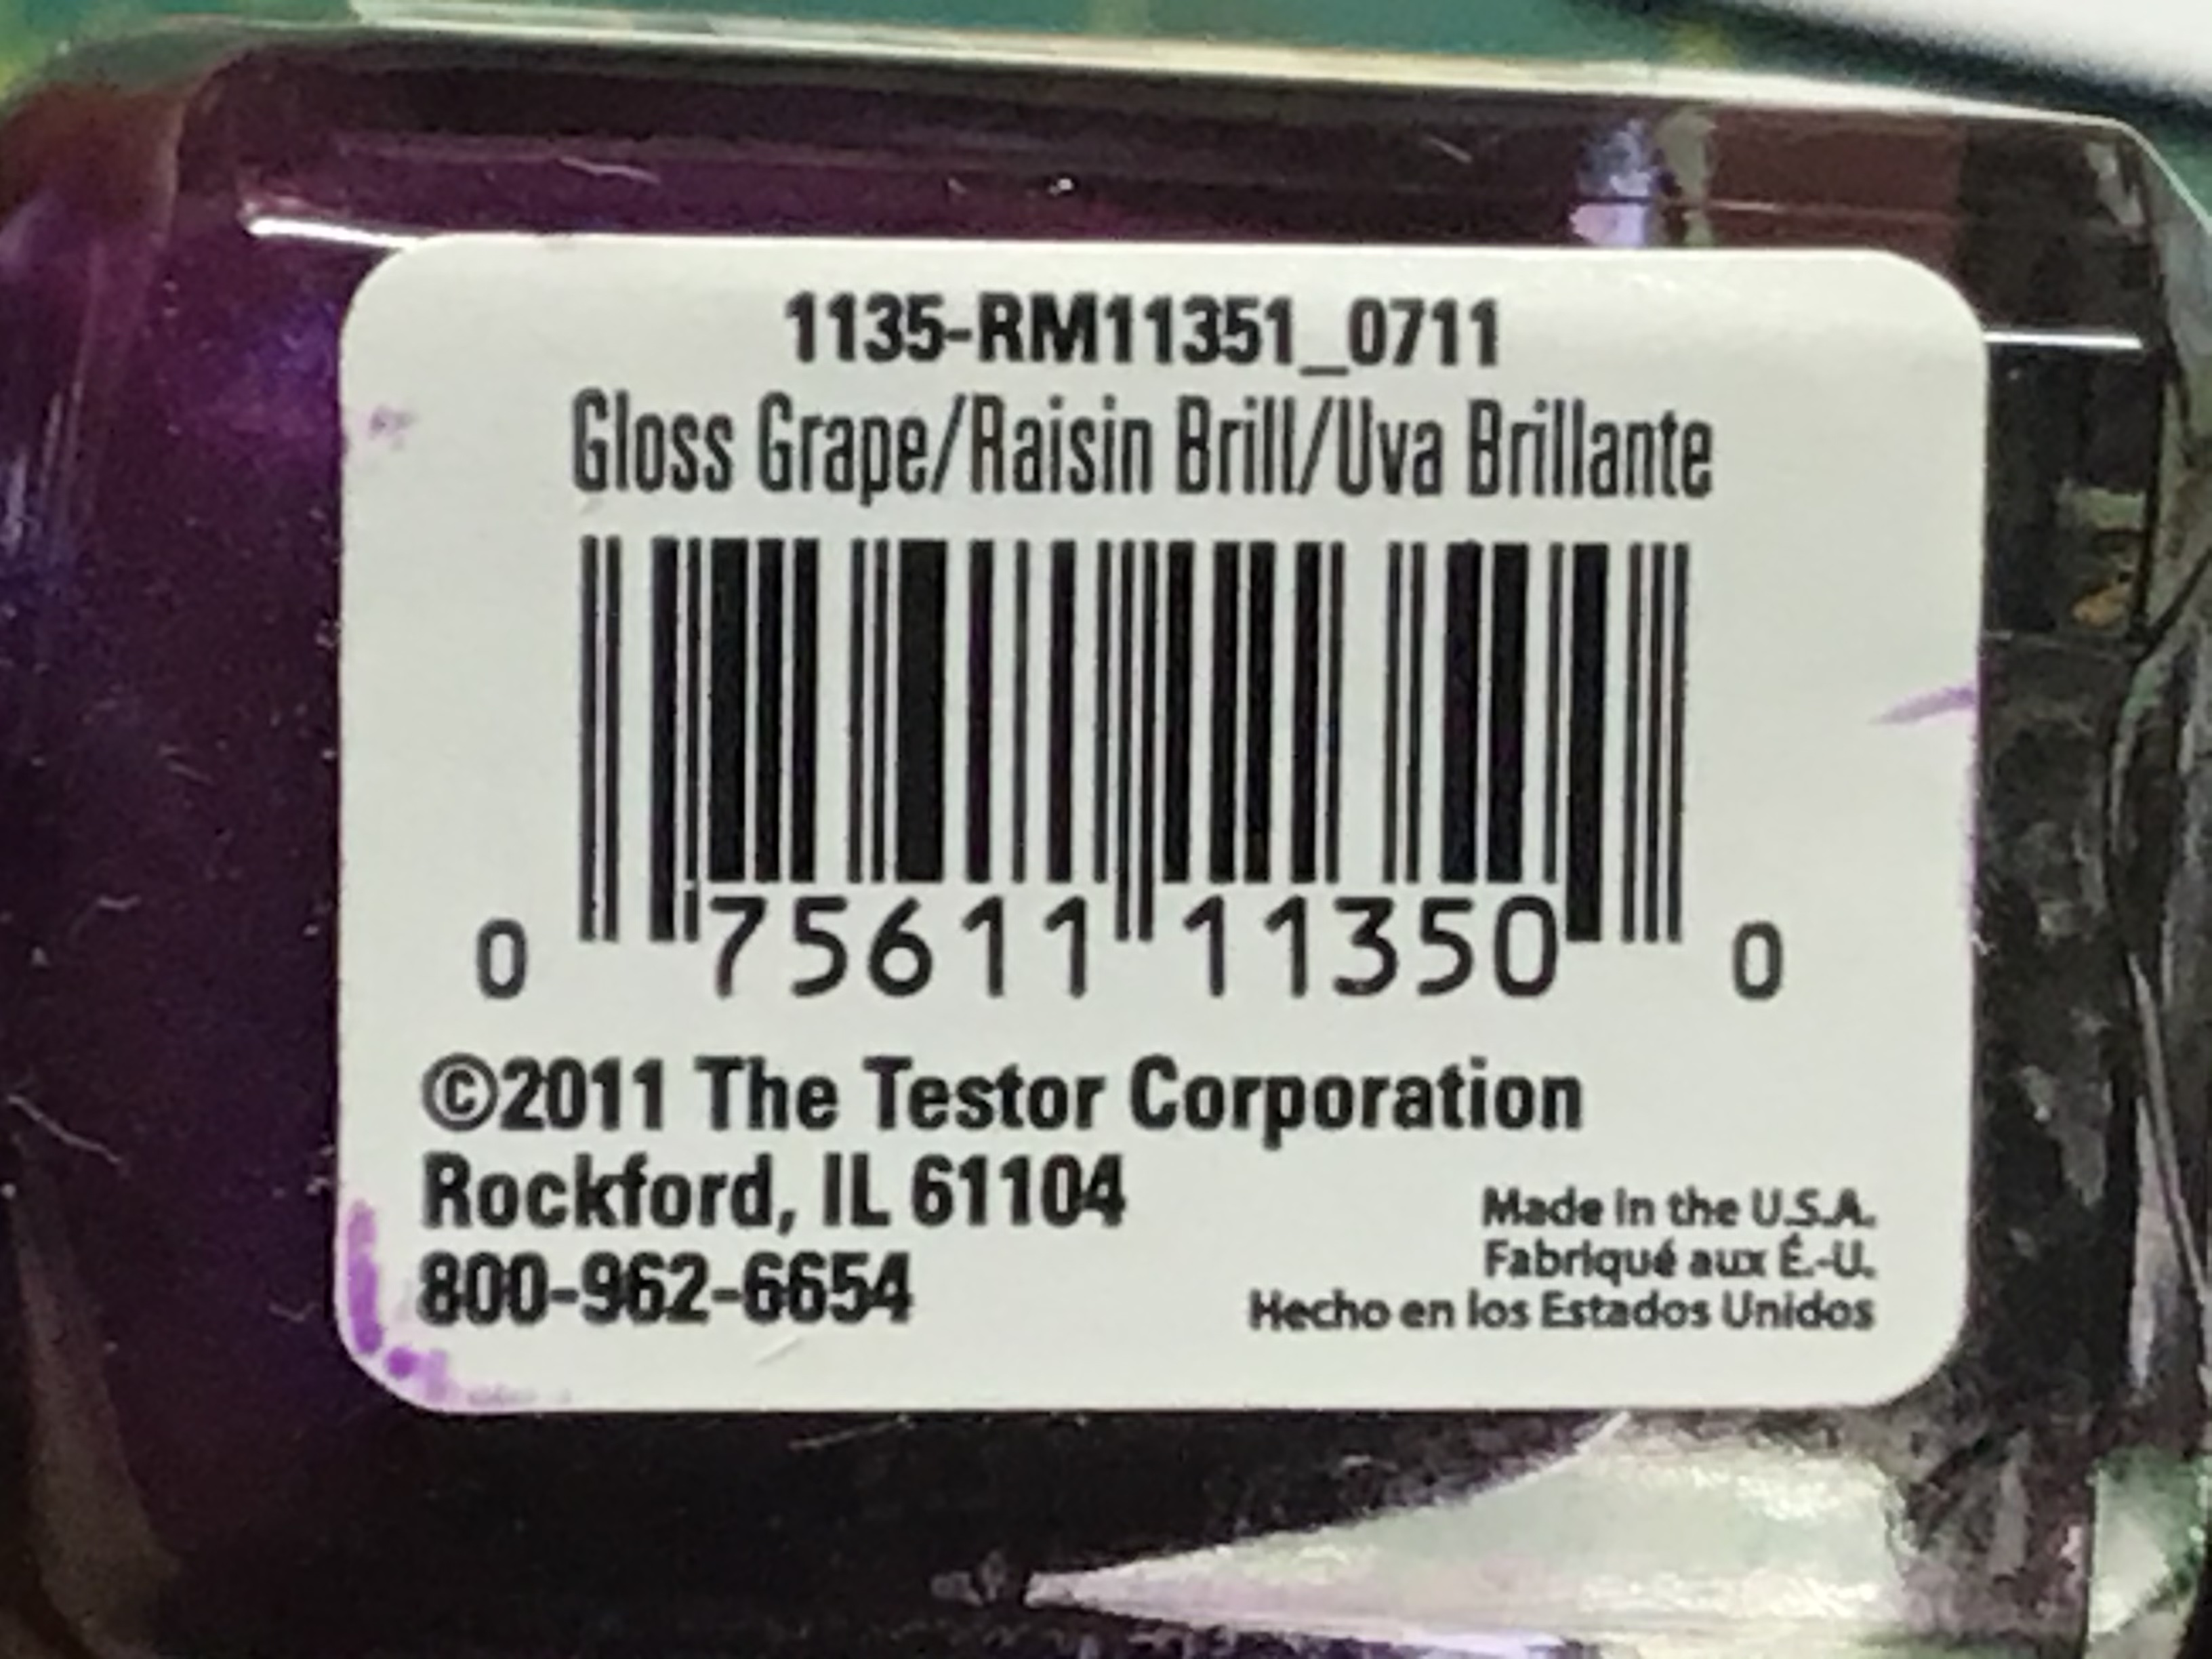 1135-RM11351_0711
Gloss Grape/Raisin Brill/Uva Brillante
0 75611 11350 0
©2011 The Testor Corporation
Rockford, IL 61104
800-962-6654
Made in the U.S.A.
Fabriqué aux É.-U.
Hecho en los Estados Unidos